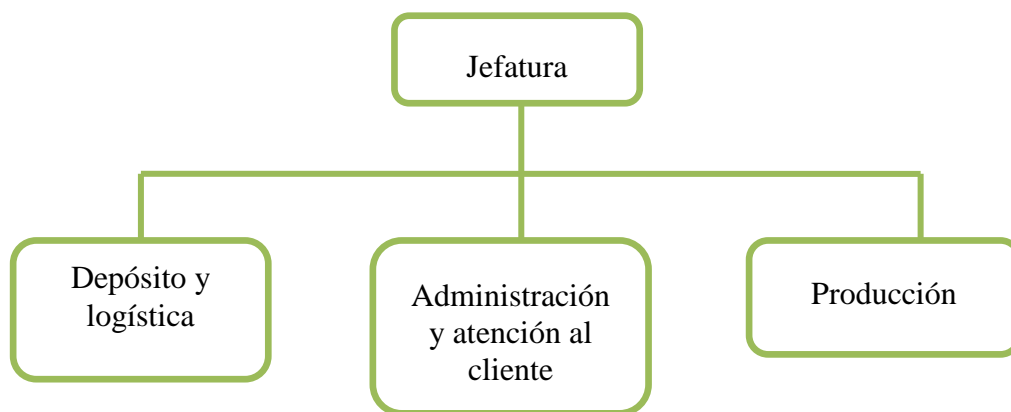 Jefatura
Depósito y
logística
Administración
y atención al
cliente
Producción